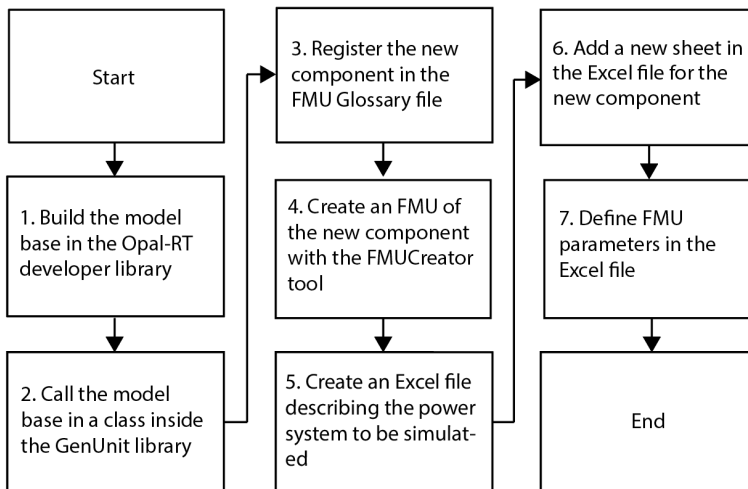 Start
1. Build the model
base in the Opal-RT
developer library
2. Call the model
base in a class inside
the GenUnit library
3. Register the new
component in the
FMU Glossary file
4. Create an FMU of
the new component
with the FMUCreator
tool
5. Create an Excel file
describing the power
system to be simulat-
ed
6. Add a new sheet in
the Excel file for the
new component
7. Define FMU
parameters in the
Excel file
End